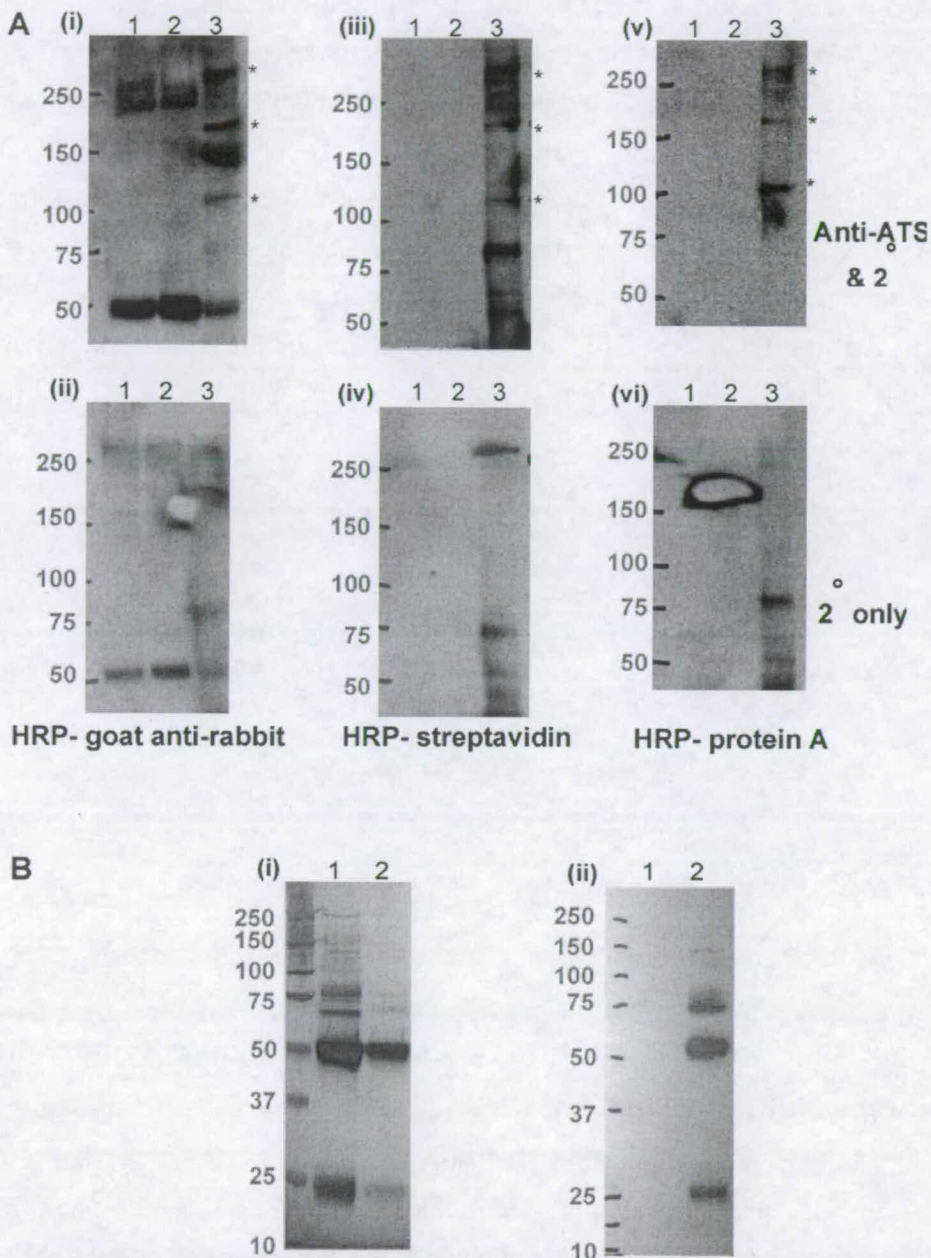 A (i) 1 2 3 (iii) 1 2 3 (v) 1 2 3
250 150 100 75 50
* * *
250 150 100 75 50
* * *
250 150 100 75 50
* * *
Anti-ATS
& 2°
(ii) 1 2 3 (iv) 1 2 3 (vi) 1 2 3
250 150 100 75 50
250 150 100 75 50
250 150 100 75 50
2° only
HRP- goat anti-rabbit HRP- streptavidin HRP- protein A
B (i) 1 2 (ii) 1 2
250 150 100 75 50 37 25 10
250 150 100 75 50 37 25 10